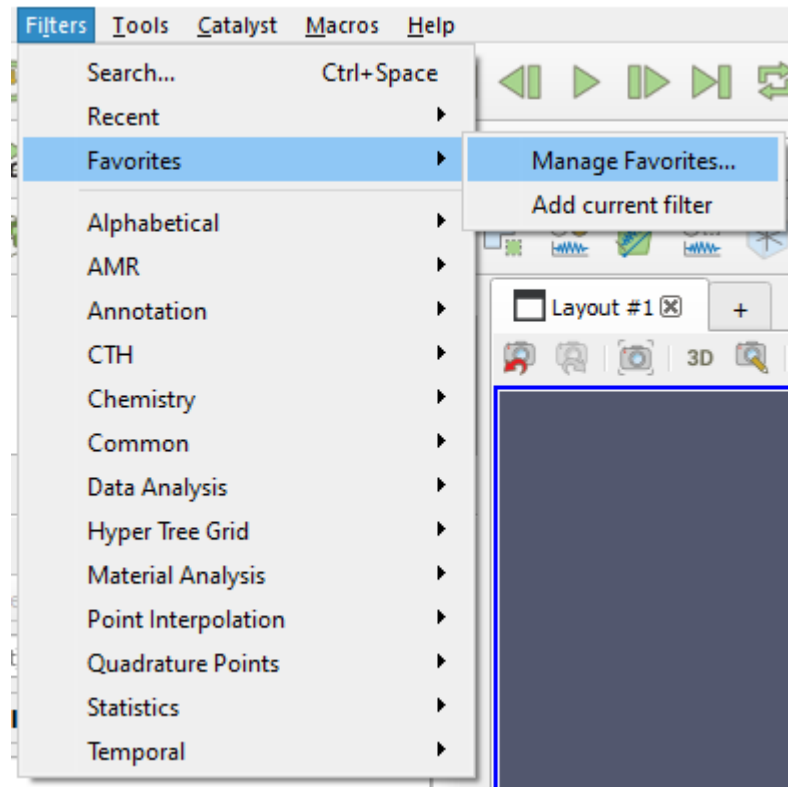 Filters Tools Catalyst Macros Help
Search... Ctrl+Space
Recent
Favorites
Manage Favorites...
Add current filter
Alphabetical
AMR
Annotation
Layout #1 +
CTH
3D
Chemistry
Common
Data Analysis
Hyper Tree Grid
Material Analysis
Point Interpolation
Quadrature Points
Statistics
Temporal